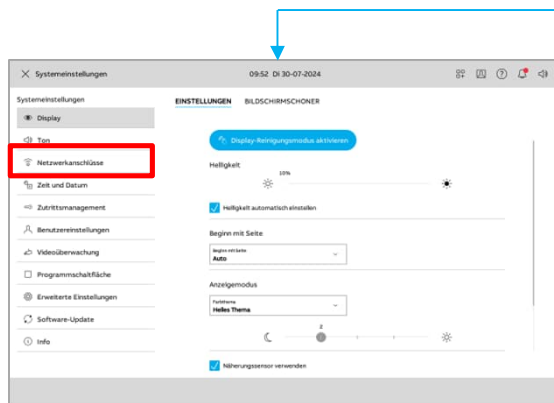 Systemeinstellungen
09:52 Di 30-07-2024
Systemeinstellungen
Display
Ton
Netzwerkanschlüsse
Zeit und Datum
Zutrittsmanagement
Benutzereinstellungen
Videoüberwachung
Programmschaltfläche
Erweiterte Einstellungen
Software-Update
Info
EINSTELLUNGEN BILDSCHIRMSCHONER
Display-Reinigungsmodus aktivieren
Helligkeit
10%
Helligkeit automatisch einstellen
Beginn mit Seite
Beginn mit Seite
Auto
Anzeigemodus
Farbthema
Helles Thema
2
Näherungssensor verwenden